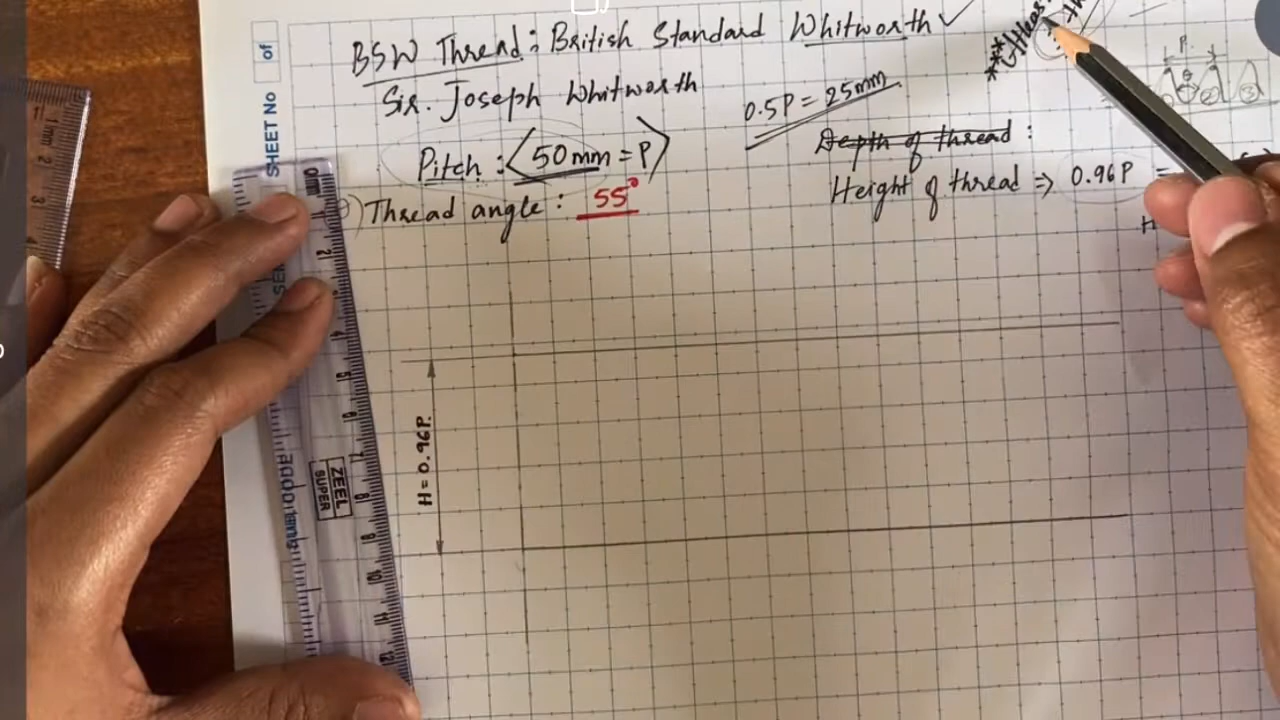 BSW Thread: British Standard Whitworth ✓
Sir. Joseph Whitworth
0.5P = 25mm
Pitch : <50mm = P>
Depth of thread :
Height of thread => 0.96P =
Thread angle : 55°
P
H
H = 0.96P.
SHEET No of
ZEEL
SUPER